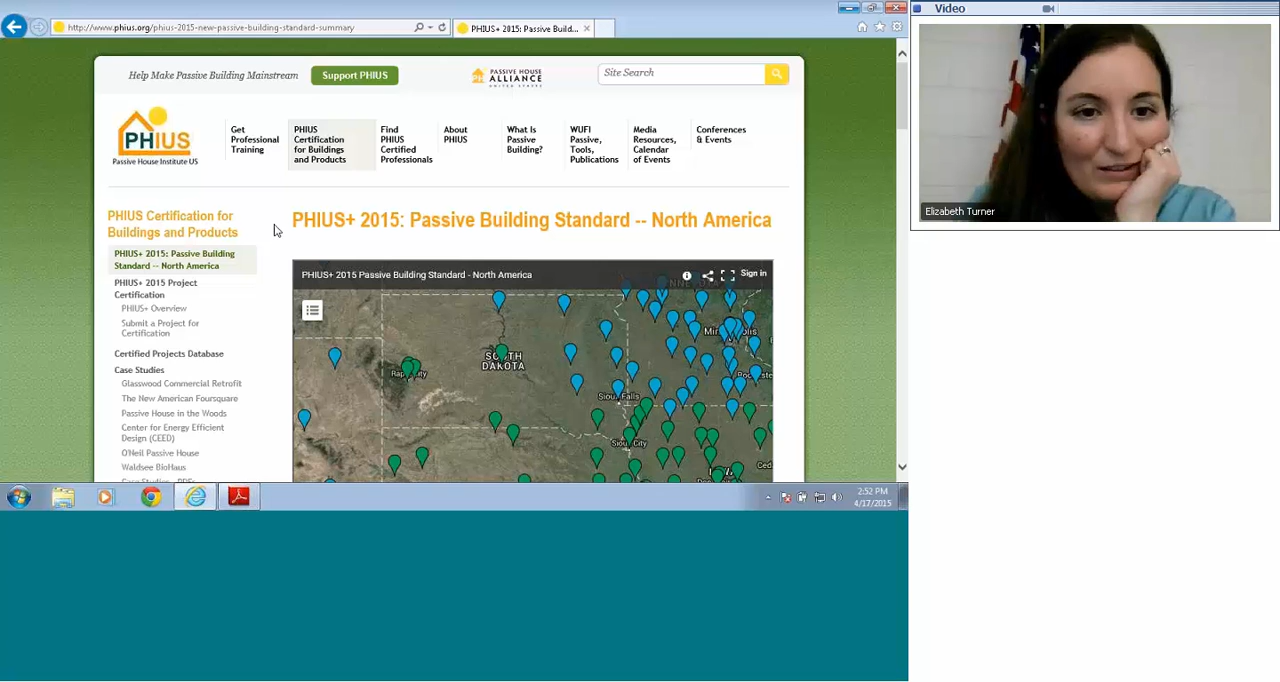 http://www.phius.org/phius-2015-new-passive-building-standard-summary
PHIUS+ 2015: Passive Build...
Video
Help Make Passive Building Mainstream
Support PHIUS
PASSIVE HOUSE
ALLIANCE
UNITED STATES
Site Search
PHIUS
Passive House Institute US
Get
Professional
Training
PHIUS
Certification
for Buildings
and Products
Find
PHIUS
Certified
Professionals
About
PHIUS
What Is
Passive
Building?
WUFI
Passive,
Tools,
Publications
Media
Resources,
Calendar
of Events
Conferences
& Events
PHIUS Certification for
Buildings and Products
PHIUS+ 2015: Passive Building
Standard -- North America
PHIUS+ 2015 Project
Certification
PHIUS+ Overview
Submit a Project for
Certification
Certified Projects Database
Case Studies
Glasswood Commercial Retrofit
The New American Foursquare
Passive House in the Woods
Center for Energy Efficient
Design (CEED)
O'Neil Passive House
Waldsee BioHaus
PHIUS+ 2015: Passive Building Standard -- North America
PHIUS+ 2015 Passive Building Standard - North America
Sign in
SOUTH
DAKOTA
Sioux City
Elizabeth Turner
2:52 PM
4/17/2015